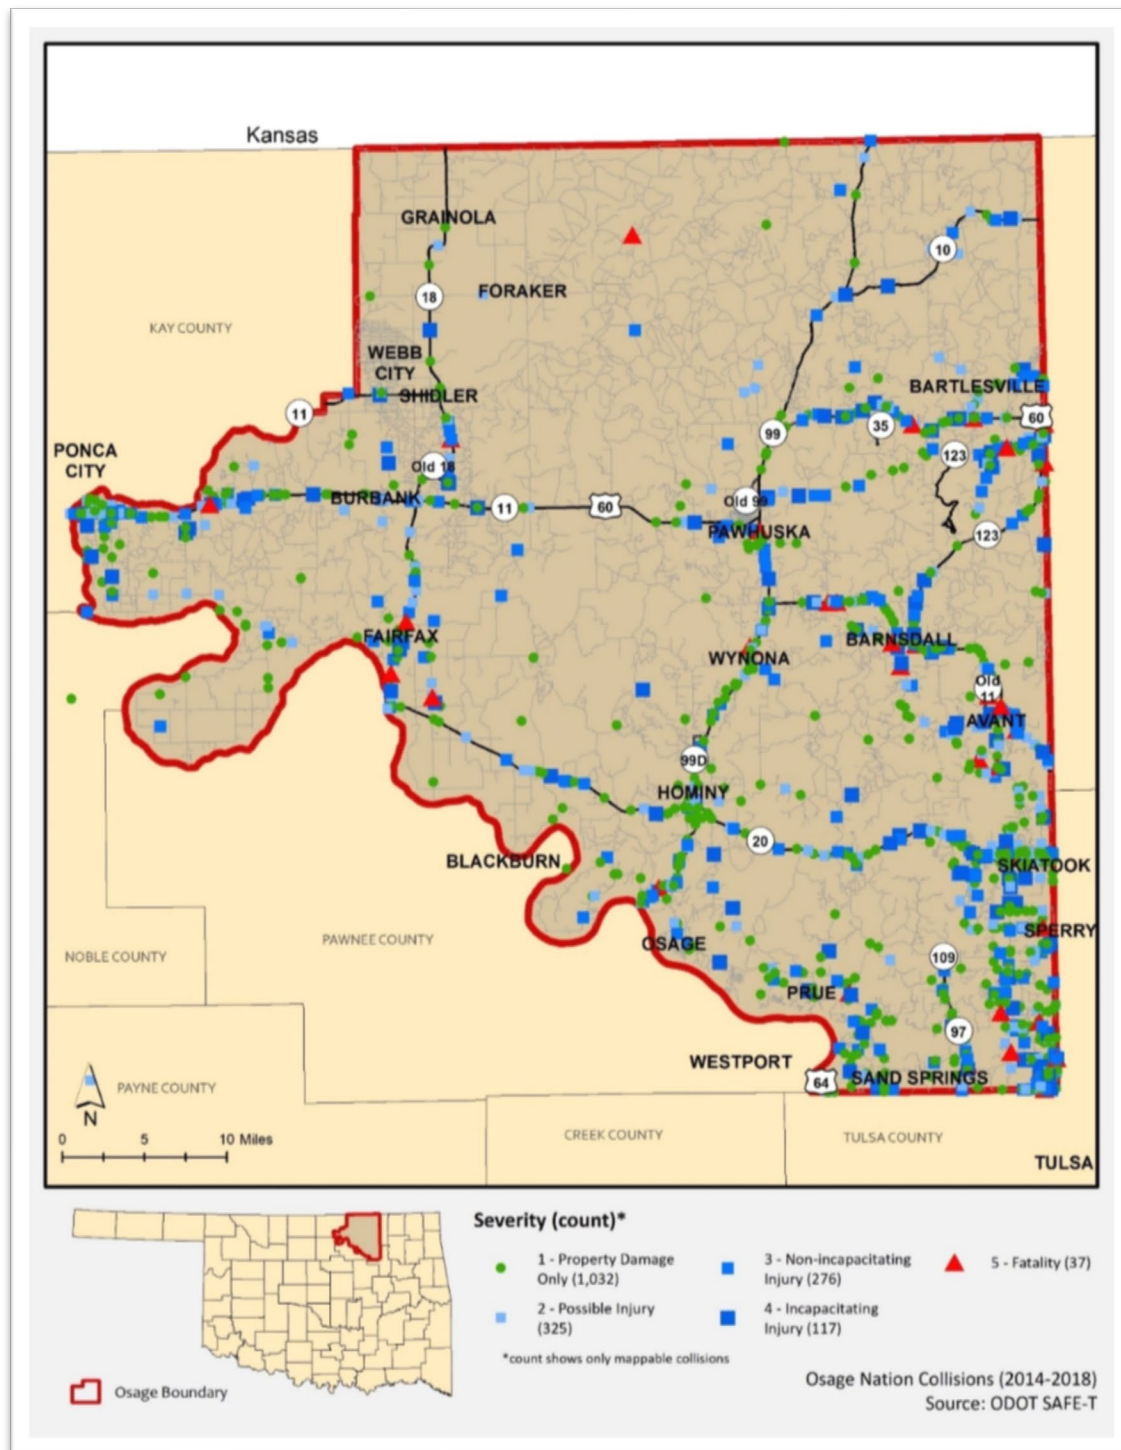 Kansas
GRAINOLA
10
18
FORAKER
KAY COUNTY
WEBB
CITY
SHIDLER
BARTLESVILLE
11
60
99
35
PONCA
CITY
123
Old 18
BURBANK
11
60
Old 99
PAWHUSKA
123
FAIRFAX
BARNSDALL
WYNONA
Old
11
AVANT
99D
HOMINY
20
BLACKBURN
SKIATOOK
SPERRY
OSAGE
PAWNEE COUNTY
NOBLE COUNTY
109
PRUE
97
WESTPORT
64
SAND SPRINGS
PAYNE COUNTY
N
0 5 10 Miles
CREEK COUNTY
TULSA COUNTY
TULSA
Severity (count)*
1 - Property Damage
Only (1,032)
2 - Possible Injury
(325)
3 - Non-incapacitating
Injury (276)
4 - Incapacitating
Injury (117)
5 - Fatality (37)
*count shows only mappable collisions
Osage Boundary
Osage Nation Collisions (2014-2018)
Source: ODOT SAFE-T